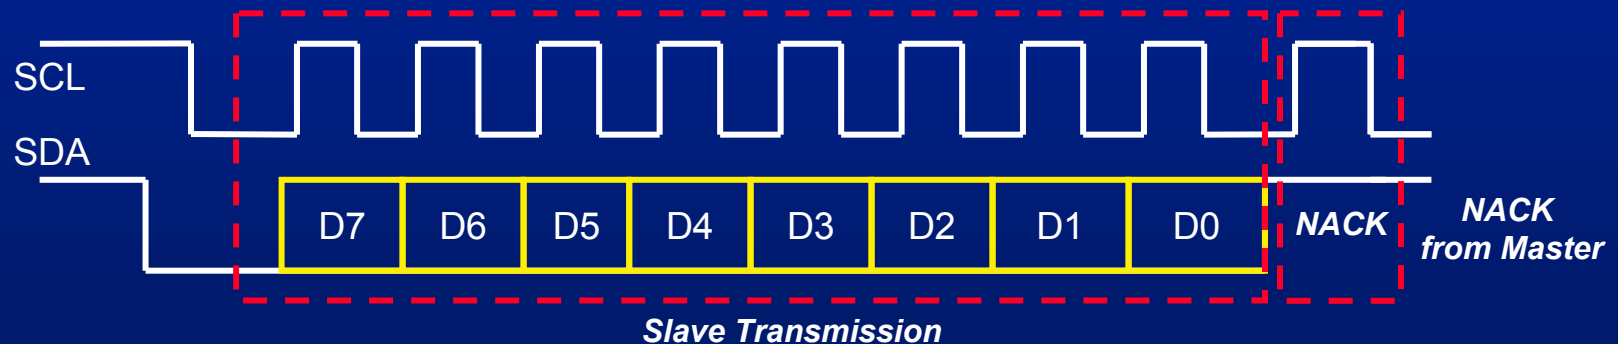 SCL
SDA
D7 D6 D5 D4 D3 D2 D1 D0 NACK
NACK
from Master
Slave Transmission